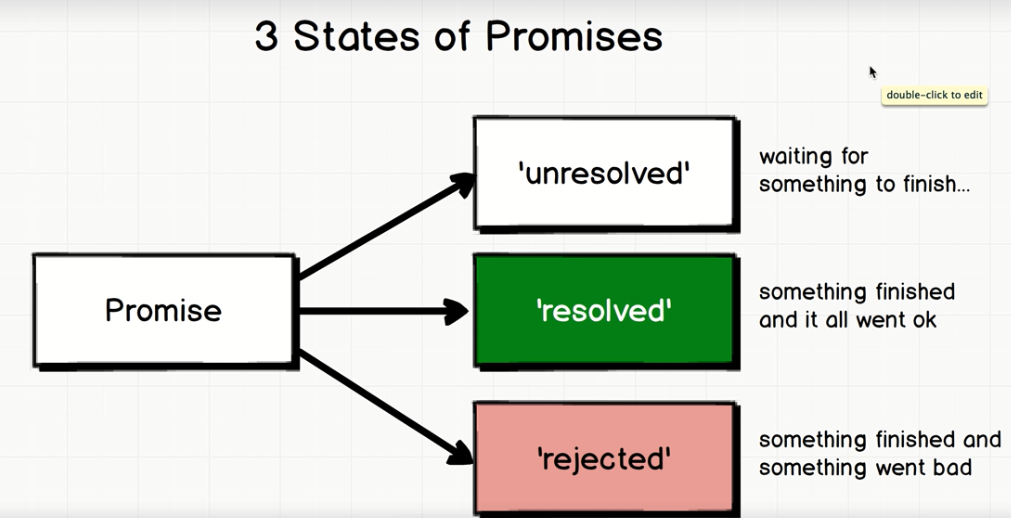 3 States of Promises
double-click to edit
'unresolved'
waiting for
something to finish...
Promise
'resolved'
something finished
and it all went ok
'rejected'
something finished and
something went bad